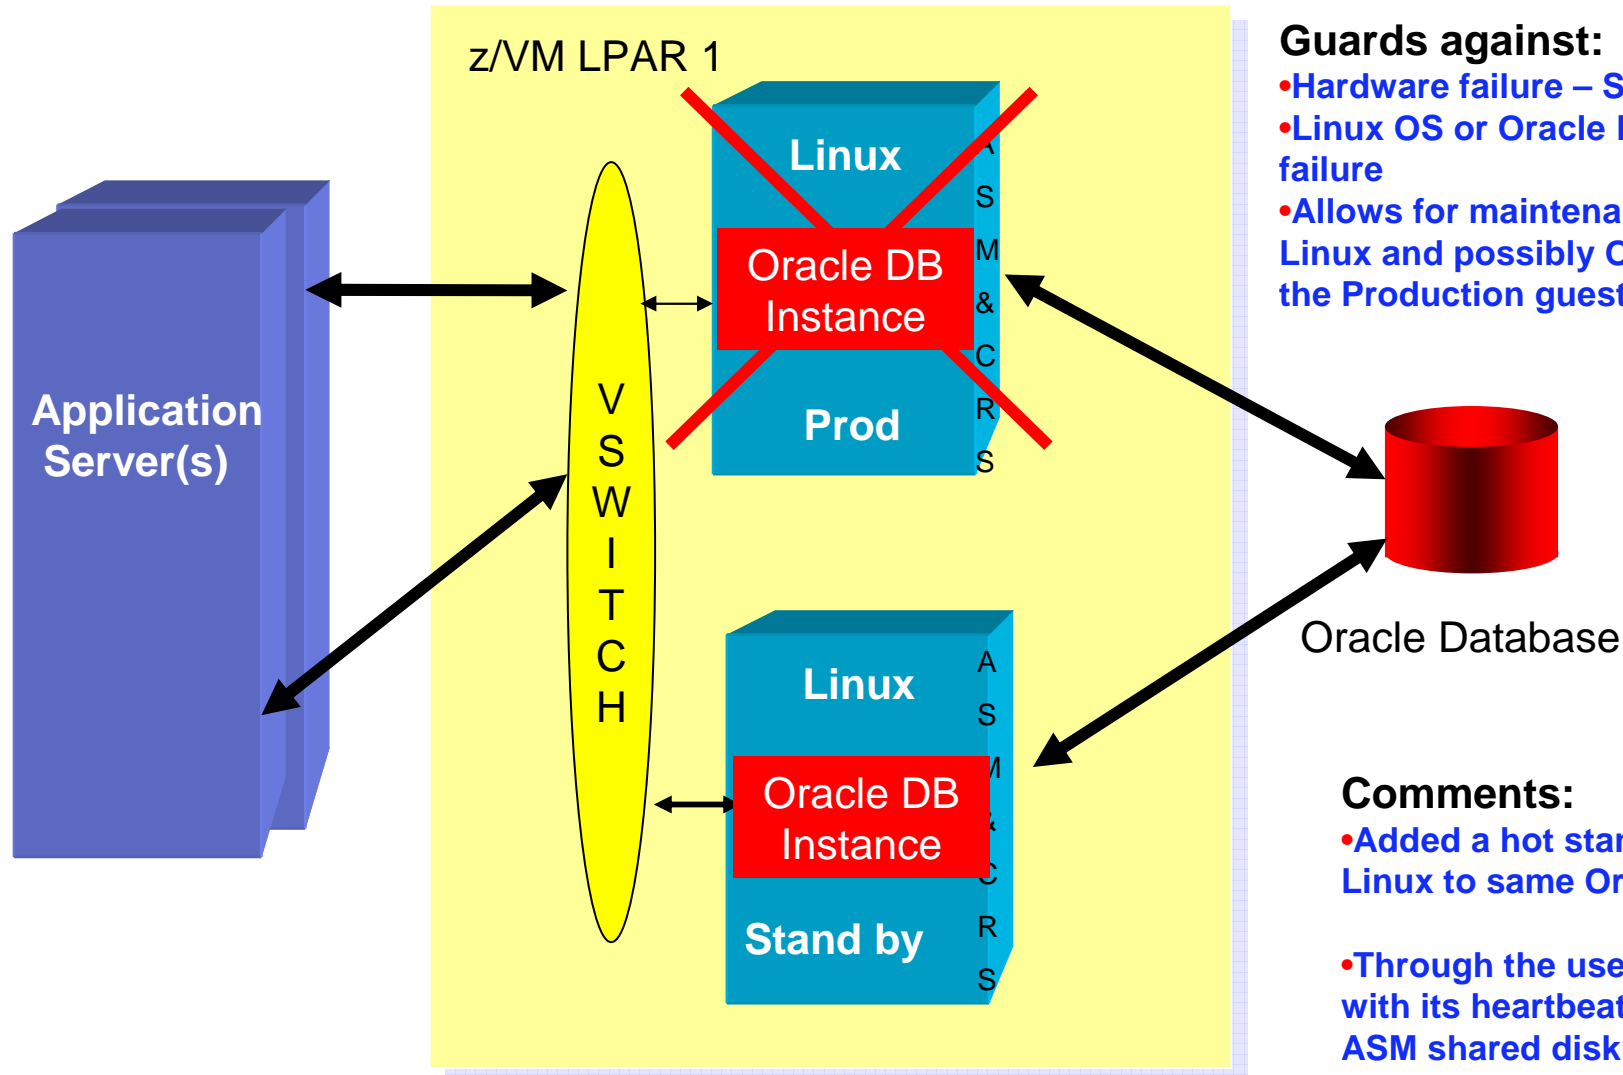 z/VM LPAR 1
Linux
Oracle DB
Instance
Prod
A
S
M
&
C
R
S
Application
Server(s)
V
S
W
I
T
C
H
Linux
Oracle DB
Instance
Stand by
A
S
M
&
C
R
S
Guards against:
•Hardware failure – S
•Linux OS or Oracle
failure
•Allows for maintena
Linux and possibly
the Production guest
Oracle Database
Comments:
•Added a hot stan
Linux to same Or
•Through the use
with its heartbeat
ASM shared disk